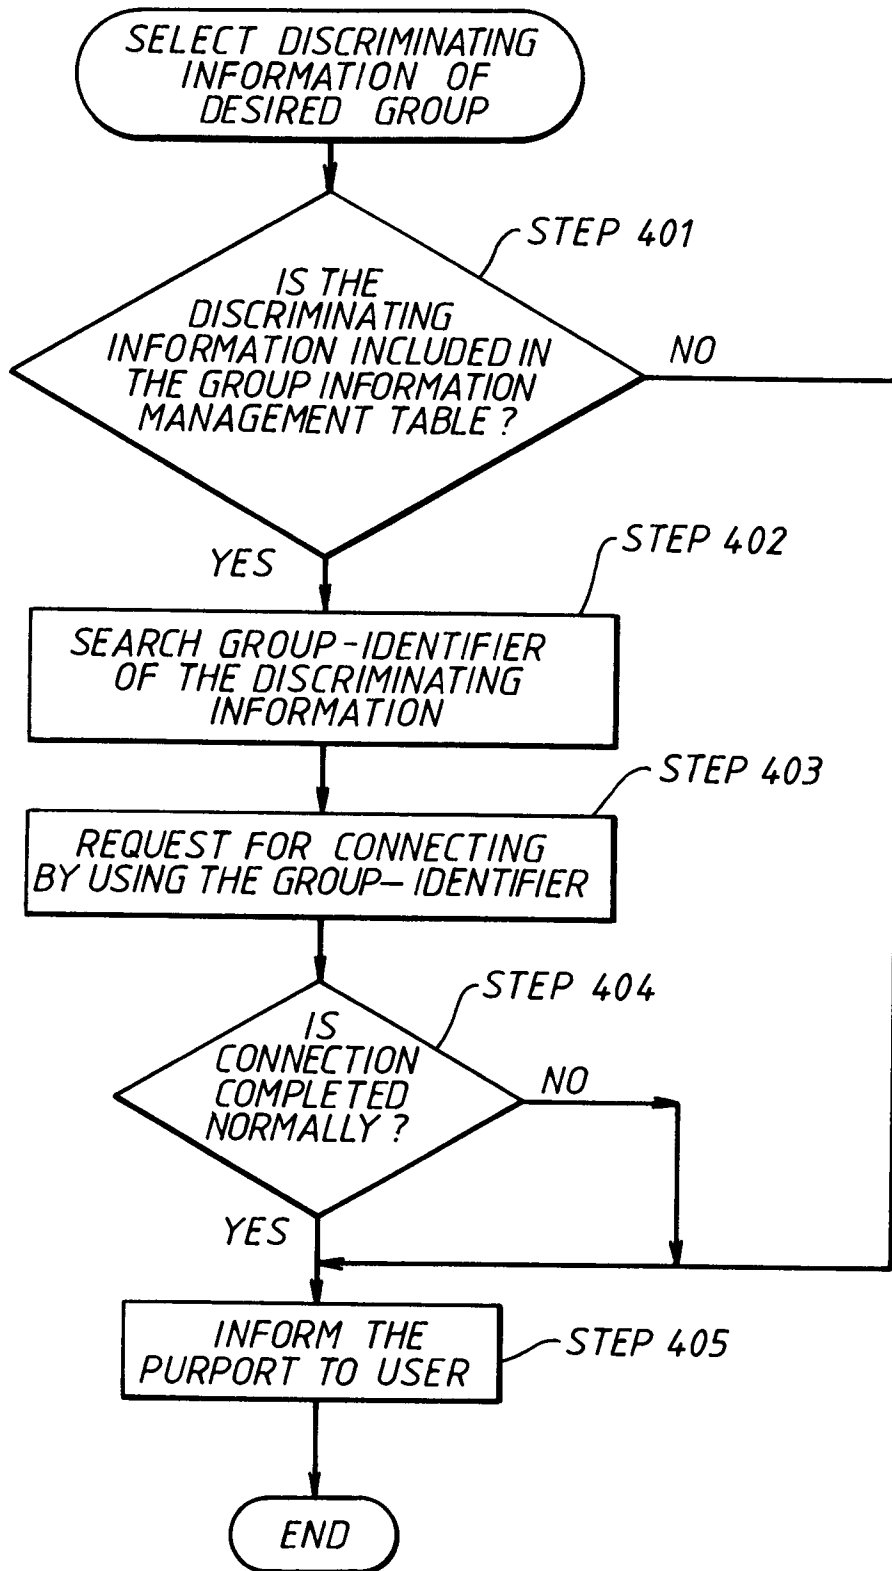 SELECT DISCRIMINATING
INFORMATION OF
DESIRED GROUP
STEP 401
IS THE
DISCRIMINATING
INFORMATION INCLUDED IN
THE GROUP INFORMATION
MANAGEMENT TABLE ?
NO
YES
STEP 402
SEARCH GROUP-IDENTIFIER
OF THE DISCRIMINATING
INFORMATION
STEP 403
REQUEST FOR CONNECTING
BY USING THE GROUP-IDENTIFIER
STEP 404
IS
CONNECTION
COMPLETED
NORMALLY ?
NO
YES
INFORM THE
PURPORT TO USER
STEP 405
END